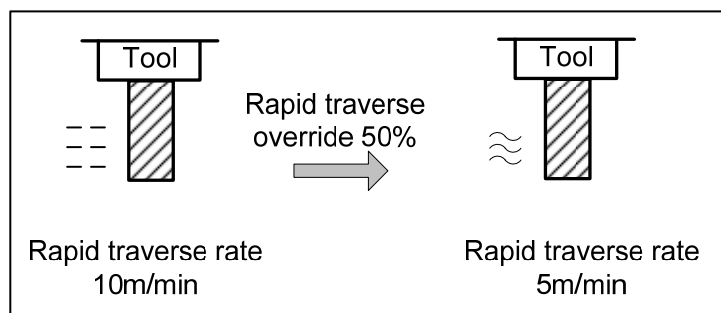 Tool
Tool
Rapid traverse
override 50%
Rapid traverse rate
10m/min
Rapid traverse rate
5m/min